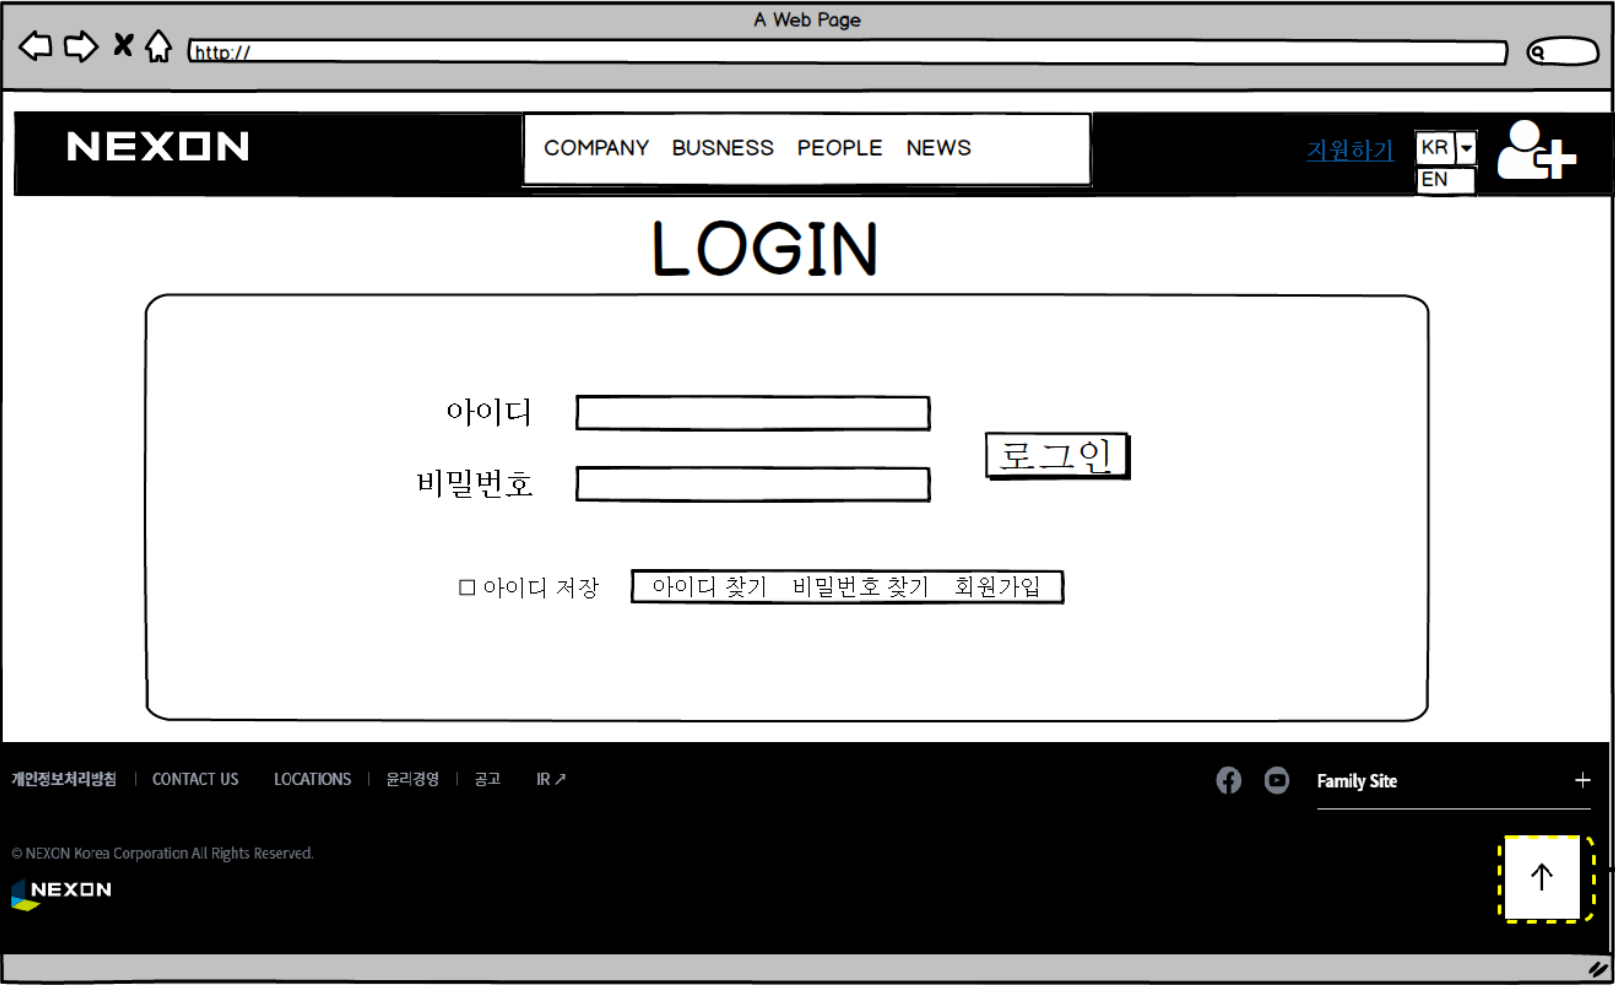 A Web Page
http://
NEXON
COMPANY BUSNESS PEOPLE NEWS
지원하기
KR
EN
LOGIN
아이디
비밀번호
로그인
아이디 저장
아이디 찾기 비밀번호 찾기 회원가입
개인정보처리방침 | CONTACT US LOCATIONS | 윤리경영 | 공고 IR ↗
Family Site +
© NEXON Korea Corporation All Rights Reserved.
NEXON